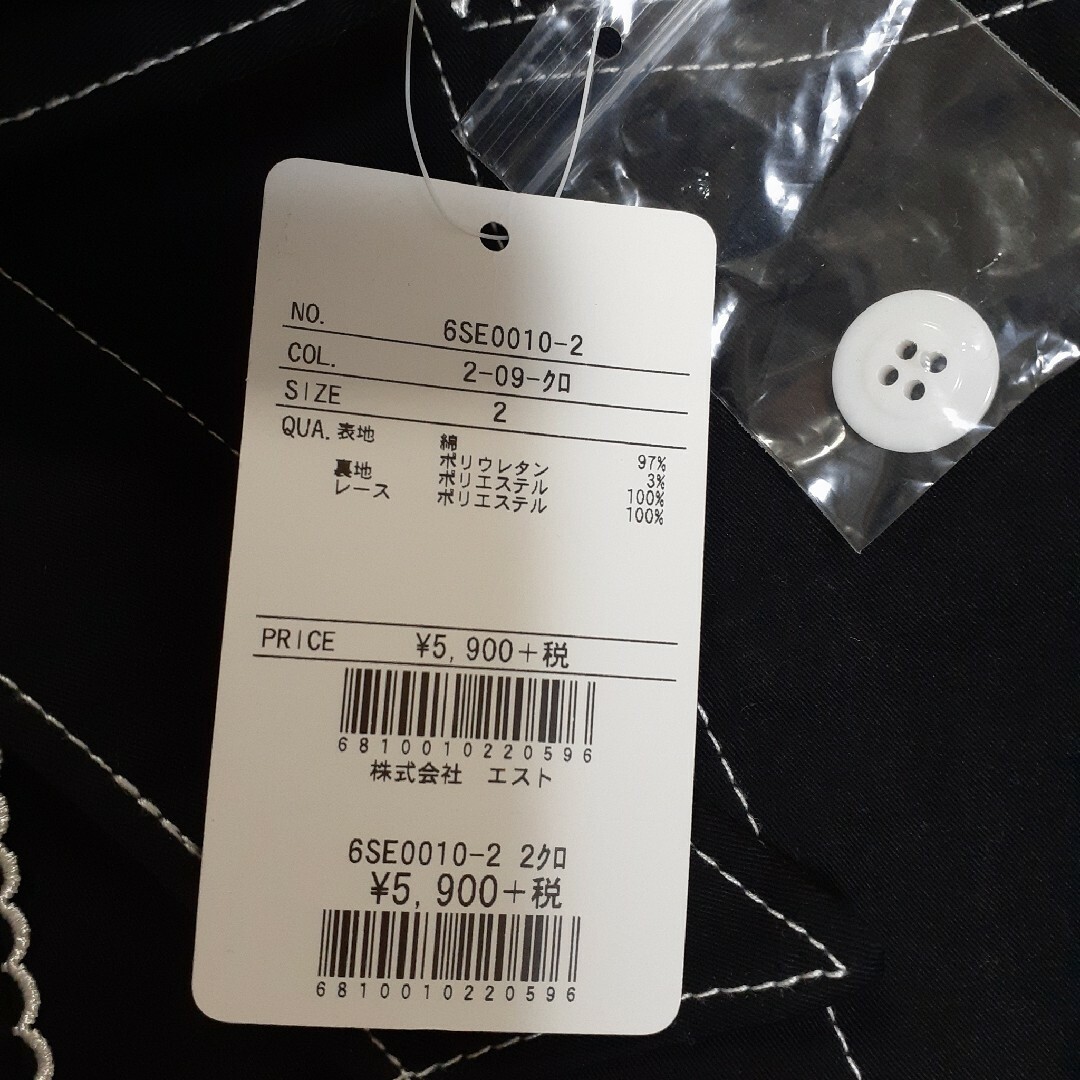 NO. 6SE0010-2
COL. 2-09-クロ
SIZE 2
QUA. 表地 綿 97%
ポリウレタン 3%
裏地 ポリエステル 100%
レース ポリエステル 100%
PRICE ¥5,900+税
6810010220596
株式会社 エスト
6SE0010-2 2クロ
¥5,900+税
6810010220596